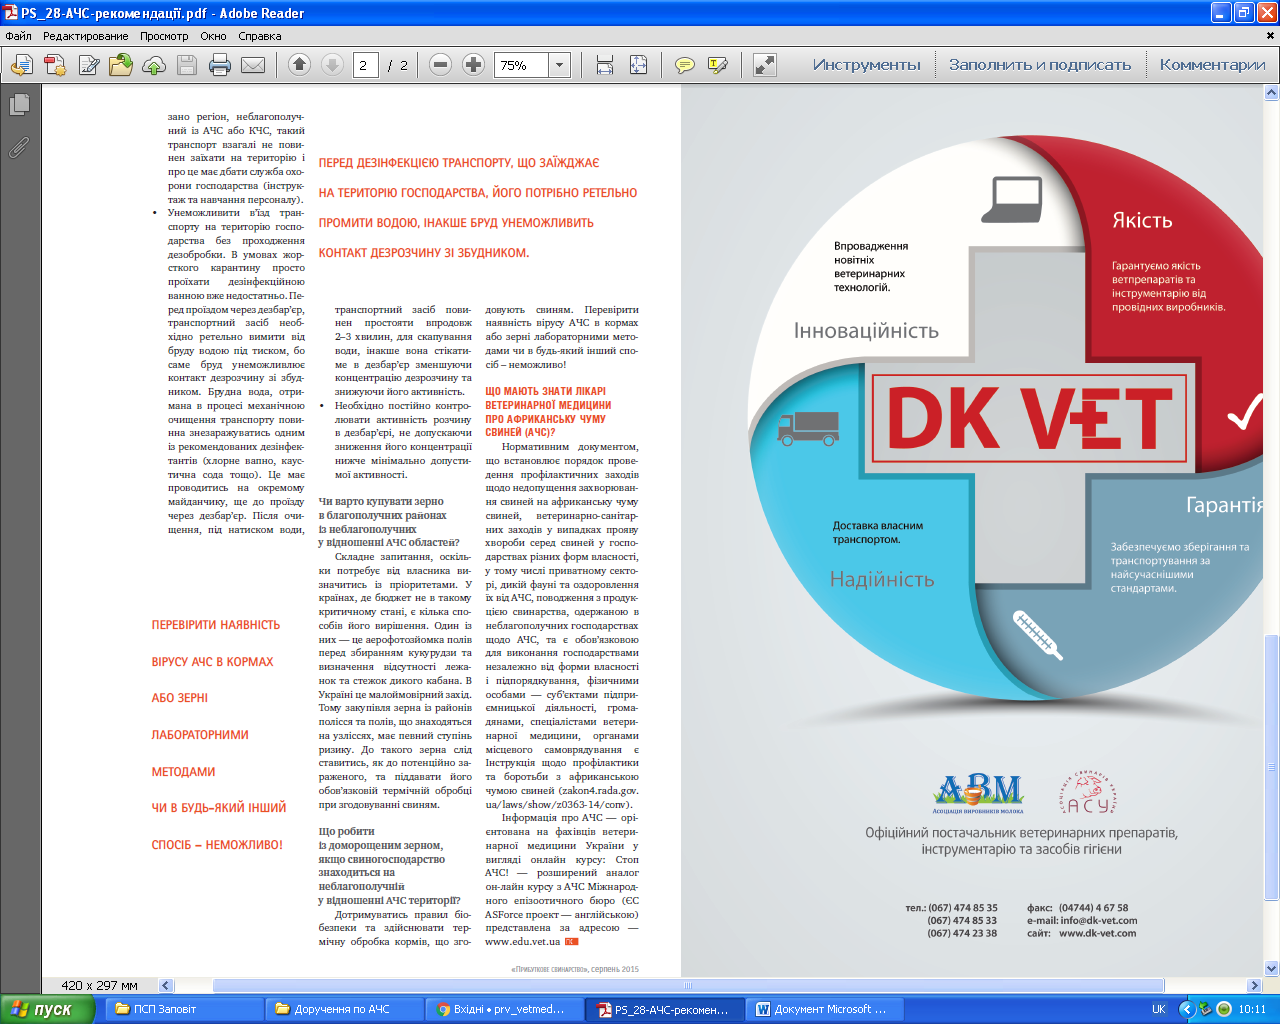 PS_28-АЧС-рекомендації.pdf - Adobe Reader
Файл Редактирование Просмотр Окно Справка
2 / 2 75% Инструменты Заполнить и подписать Комментарии
зано регіон, неблагополуч-
ний із АЧС або КЧС, такий
транспорт взагалі не пови-
нен заїхати на територію і
про це має дбати служба охо-
рони господарства (інструк-
таж та навчання персоналу).
• Унеможливити в’їзд тран-
спорту на територію госпо-
дарства без проходження
дезобробки. В умовах жор-
сткого карантину просто
проїхати дезінфекційною
ванною вже недостатньо. Пе-
ред проїздом через дезбар’єр,
транспортний засіб необ-
хідно ретельно вимити від
бруду водою під тиском, бо
саме бруд унеможливлює
контакт дезрозчину зі збуд-
ником. Брудна вода, отри-
мана в процесі механічною
очищення транспорту пови-
нна знезаражуватись одним
із рекомендованих дезінфек-
тантів (хлорне вапно, каус-
тична сода тощо). Це має
проводитись на окремому
майданчику, ще до проїзду
через дезбар’єр. Після очи-
щення, під натиском води,
ПЕРЕВІРИТИ НАЯВНІСТЬ
ВІРУСУ АЧС В КОРМАХ
АБО ЗЕРНІ
ЛАБОРАТОРНИМИ
МЕТОДАМИ
ЧИ В БУДЬ-ЯКИЙ ІНШИЙ
СПОСІБ – НЕМОЖЛИВО!
ПЕРЕД ДЕЗІНФЕКЦІЄЮ ТРАНСПОРТУ, ЩО ЗАЇЖДЖАЄ
НА ТЕРИТОРІЮ ГОСПОДАРСТВА, ЙОГО ПОТРІБНО РЕТЕЛЬНО
ПРОМИТИ ВОДОЮ, ІНАКШЕ БРУД УНЕМОЖЛИВИТЬ
КОНТАКТ ДЕЗРОЗЧИНУ ЗІ ЗБУДНИКОМ.
транспортний засіб пови-
нен простояти впродовж
2–3 хвилин, для скапування
води, інакше вона стікати-
ме в дезбар’єр зменшуючи
концентрацію дезрозчину та
знижуючи його активність.
• Необхідно постійно контро-
лювати активність розчину
в дезбар’єрі, не допускаючи
зниження його концентрації
нижче мінімально допусти-
мої активності.
Чи варто купувати зерно
в благополучних районах
із неблагополучних
у відношенні АЧС областей?
Складне запитання, оскіль-
ки потребує від власника ви-
значитись із пріоритетами. У
країнах, де бюджет не в такому
критичному стані, є кілька спо-
собів його вирішення. Один із
них — це аерофотозйомка полів
перед збиранням кукурудзи та
визначення відсутності лежа-
нок та стежок дикого кабана. В
Україні це малоймовірний захід.
Тому закупівля зерна із районів
полісся та полів, що знаходяться
на узліссях, має певний ступінь
ризику. До такого зерна слід
ставитись, як до потенційно за-
раженого, та піддавати його
обов’язковій термічній обробці
при згодовуванні свиням.
Що робити
із доморощеним зерном,
якщо свиногосподарство
знаходиться на
неблагополучній
у відношенні АЧС території?
Дотримуватись правил біо-
безпеки та здійснювати тер-
мічну обробка кормів, що зго-
довують свиням. Перевірити
наявність вірусу АЧС в кормах
або зерні лабораторними мето-
дами чи в будь-який інший спо-
сіб – неможливо!
ЩО МАЮТЬ ЗНАТИ ЛІКАРІ
ВЕТЕРИНАРНОЇ МЕДИЦИНИ
ПРО АФРИКАНСЬКУ ЧУМУ
СВИНЕЙ (АЧС)?
Нормативним документом,
що встановлює порядок прове-
дення профілактичних заходів
щодо недопущення захворюван-
ня свиней на африканську чуму
свиней, ветеринарно-санітар-
них заходів у випадках прояву
хвороби серед свиней у госпо-
дарствах різних форм власності,
у тому числі приватному секто-
рі, дикій фауні та оздоровлення
їх від АЧС, поводження з продук-
цією свинарства, одержаною в
неблагополучних господарствах
щодо АЧС, та є обов’язковою
для виконання господарствами
незалежно від форми власності
і підпорядкування, фізичними
особами — суб’єктами підпри-
ємницької діяльності, грома-
дянами, спеціалістами ветери-
нарної медицини, органами
місцевого самоврядування є
Інструкція щодо профілактики
та боротьби з африканською
чумою свиней (zakon4.rada.gov.
ua/laws/show/z0363-14/conv).
Інформація про АЧС — орі-
єнтована на фахівців ветери-
нарної медицини України у
вигляді онлайн курсу: Стоп
АЧС! — розширений аналог
он-лайн курсу з АЧС Міжнарод-
ного епізоотичного бюро (ЄС
ASForce проект — англійською)
представлена за адресою —
www.edu.vet.ua
«Прибуткове свинарство», серпень 2015
Впровадження
новітніх
ветеринарних
технологій.
Інноваційність
Якість
Гарантуємо якість
ветпрепаратів та
інструментарію від
провідних виробників.
DK VET
Доставка власним
транспортом.
Надійність
Гарантія
Забезпечуємо зберігання та
транспортування за
найсучаснішими
стандартами.
АВМ
Асоціація виробників молока
АСОЦІАЦІЯ СВИНАРІВ УКРАЇНИ
АСУ
Офіційний постачальник ветеринарних препаратів,
інструментарію та засобів гігієни
тел.: (067) 474 85 35 факс: (04744) 4 67 58
(067) 474 85 33 e-mail: info@dk-vet.com
(067) 474 23 38 сайт: www.dk-vet.com
420 x 297 мм
пуск ПСП Заповіт Доручення по АЧС Вхідні • prv_vetmed... PS_28-АЧС-рекомен... Документ Microsoft ... UK 10:11